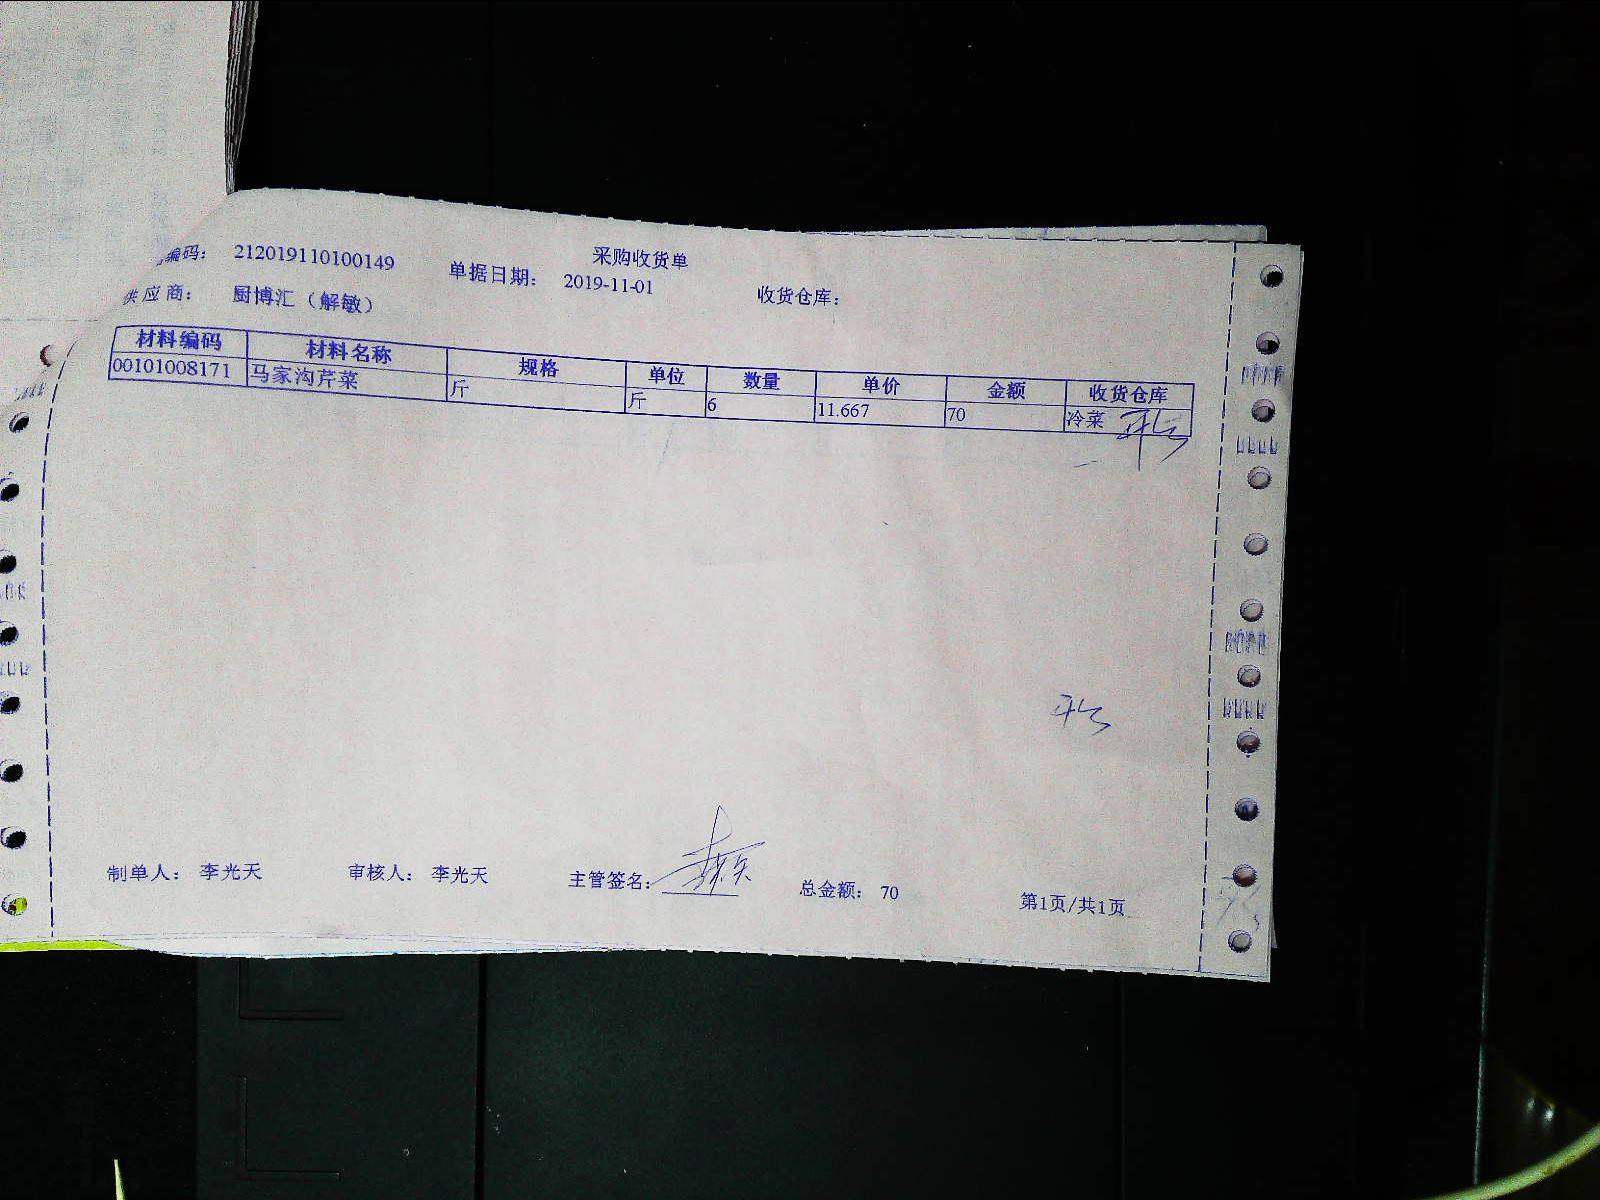 采购收货单
编码： 212019110100149 单据日期： 2019-11-01 收货仓库：
供应商： 厨博汇（解敏）
材料编码 材料名称 规格 单位 数量 单价 金额 收货仓库
00101008171 马家沟芹菜 斤 斤 6 11.667 70 冷菜
制单人： 李光天 审核人： 李光天 主管签名： 总金额： 70 第1页/共1页